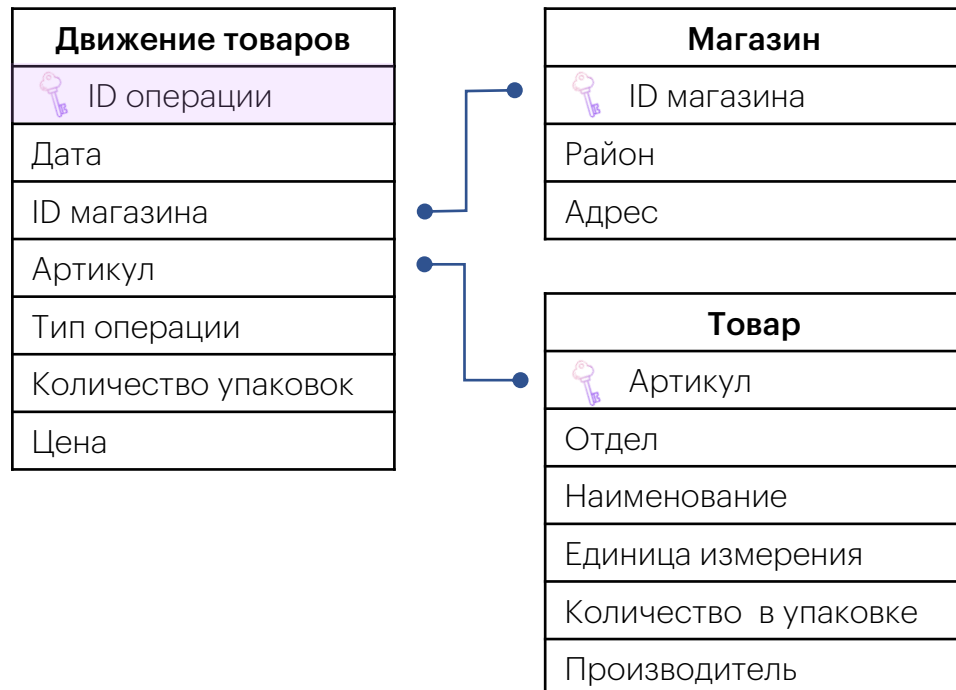 Движение товаров
ID операции
Дата
ID магазина
Артикул
Тип операции
Количество упаковок
Цена
Магазин
ID магазина
Район
Адрес
Товар
Артикул
Отдел
Наименование
Единица измерения
Количество в упаковке
Производитель